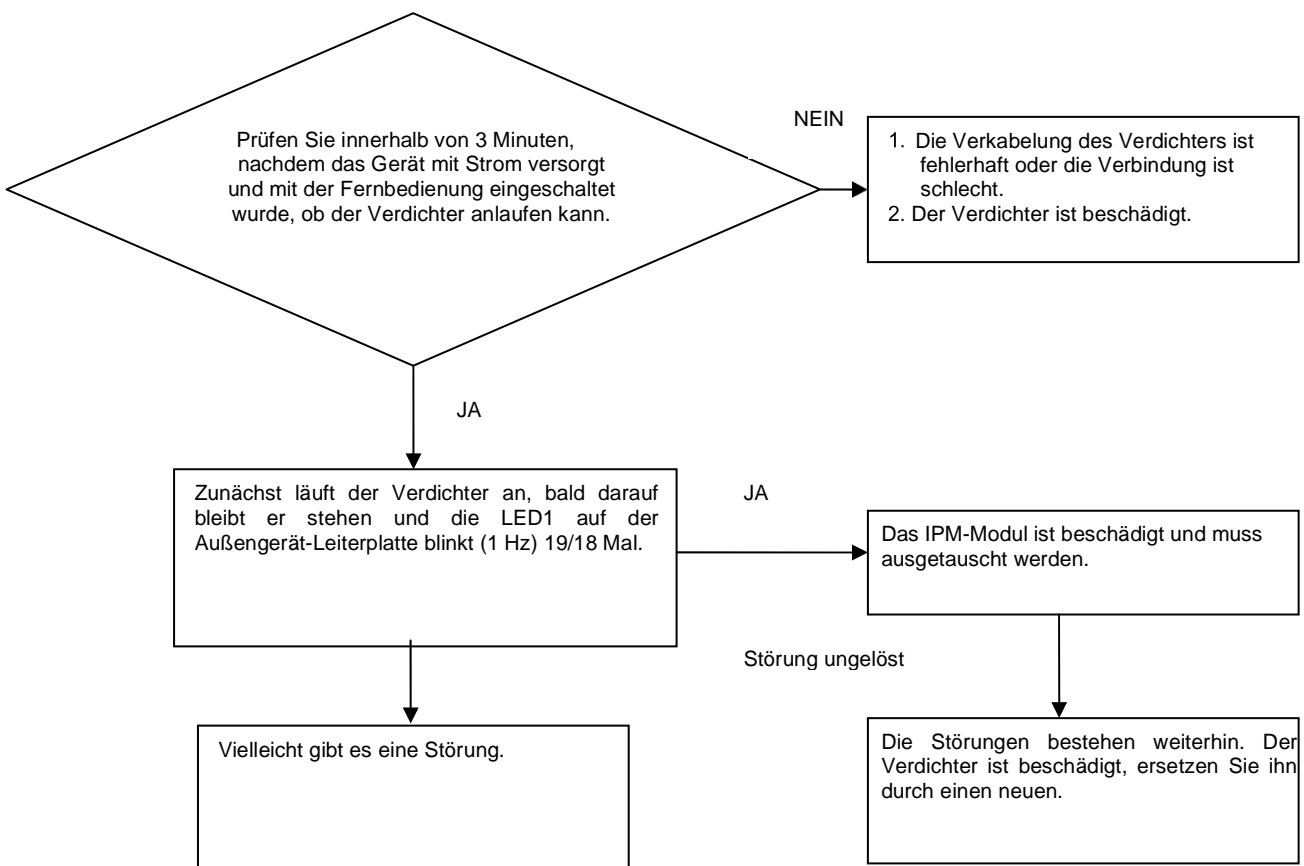 Prüfen Sie innerhalb von 3 Minuten,
nachdem das Gerät mit Strom versorgt
und mit der Fernbedienung eingeschaltet
wurde, ob der Verdichter anlaufen kann.
NEIN
1. Die Verkabelung des Verdichters ist
fehlerhaft oder die Verbindung ist
schlecht.
2. Der Verdichter ist beschädigt.
JA
Zunächst läuft der Verdichter an, bald darauf
bleibt er stehen und die LED1 auf der
Außengerät-Leiterplatte blinkt (1 Hz) 19/18 Mal.
JA
Das IPM-Modul ist beschädigt und muss
ausgetauscht werden.
Störung ungelöst
Vielleicht gibt es eine Störung.
Die Störungen bestehen weiterhin. Der
Verdichter ist beschädigt, ersetzen Sie ihn
durch einen neuen.